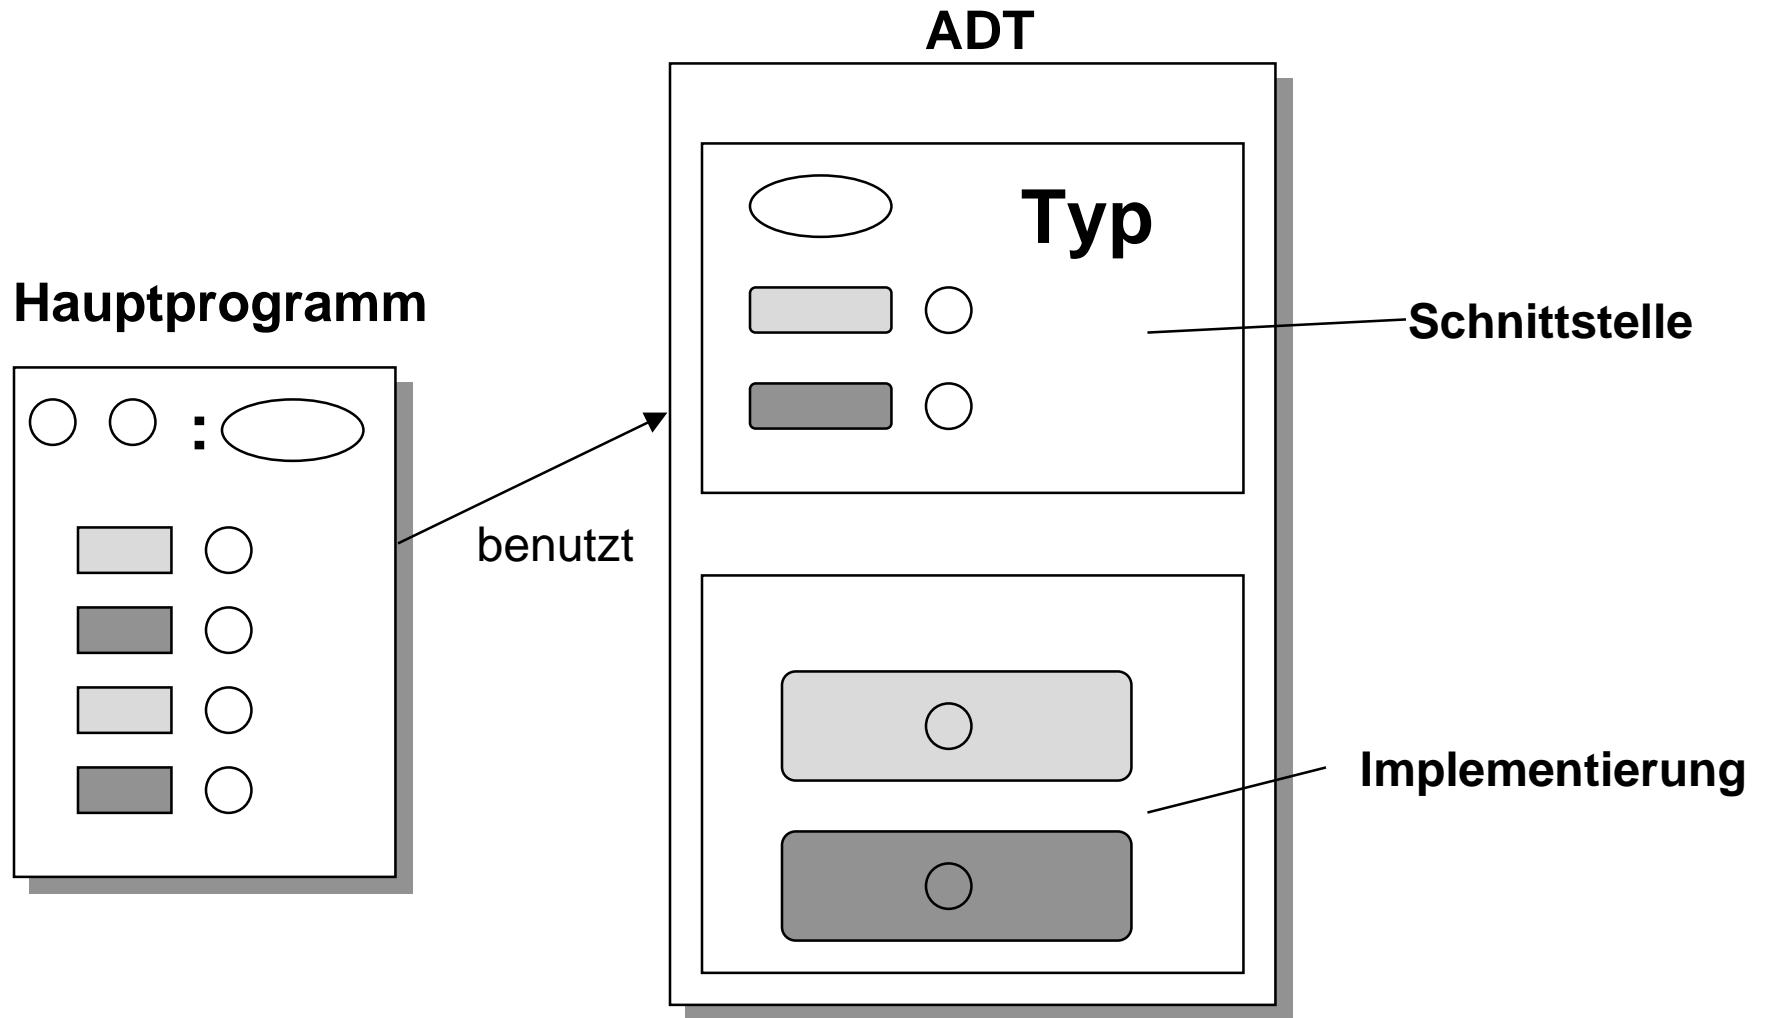 ADT
Typ
Hauptprogramm
Schnittstelle
:
benutzt
Implementierung